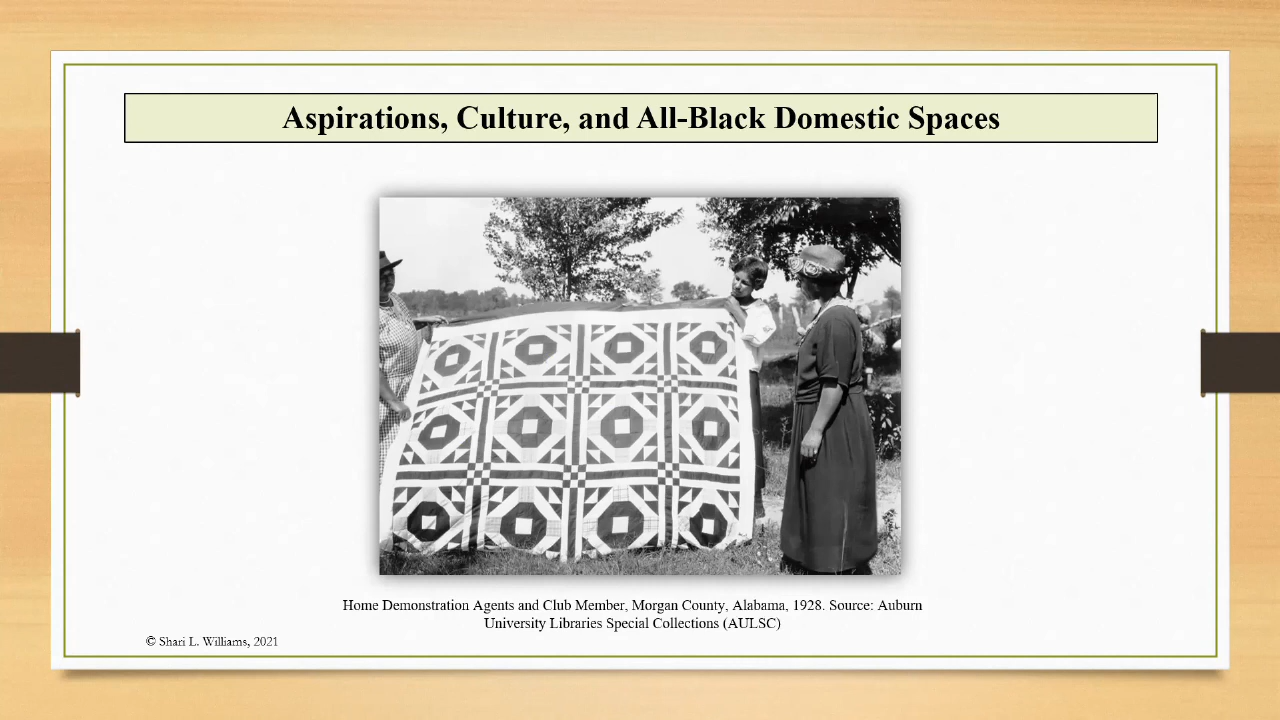 Aspirations, Culture, and All-Black Domestic Spaces
Home Demonstration Agents and Club Member, Morgan County, Alabama, 1928. Source: Auburn
University Libraries Special Collections (AULSC)
© Shari L. Williams, 2021